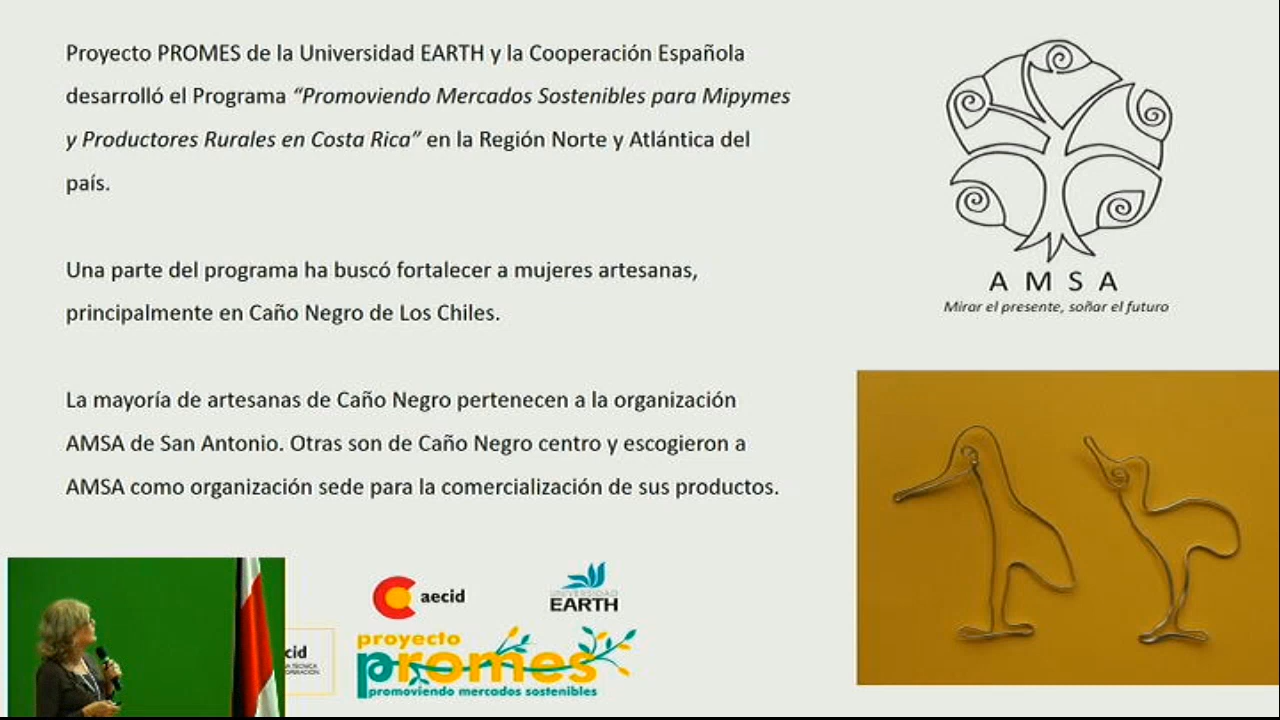 Proyecto PROMES de la Universidad EARTH y la Cooperación Española
desarrolló el Programa “Promoviendo Mercados Sostenibles para Mipymes
y Productores Rurales en Costa Rica” en la Región Norte y Atlántica del
país.
Una parte del programa ha buscó fortalecer a mujeres artesanas,
principalmente en Caño Negro de Los Chiles.
La mayoría de artesanas de Caño Negro pertenecen a la organización
AMSA de San Antonio. Otras son de Caño Negro centro y escogieron a
AMSA como organización sede para la comercialización de sus productos.
AMSA
Mirar el presente, soñar el futuro
aecid
UNIVERSIDAD
EARTH
cid
proyecto
promes
promoviendo mercados sostenibles